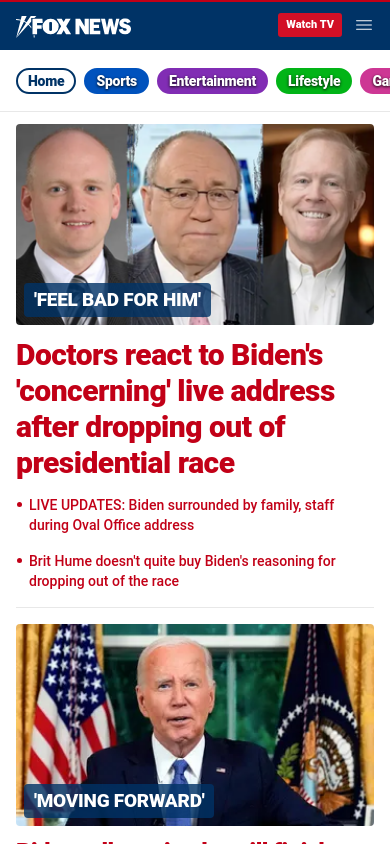 FOX NEWS
Watch TV
Home
Sports
Entertainment
Lifestyle
Ga
'FEEL BAD FOR HIM'
Doctors react to Biden's
'concerning' live address
after dropping out of
presidential race
• LIVE UPDATES: Biden surrounded by family, staff
during Oval Office address
• Brit Hume doesn't quite buy Biden's reasoning for
dropping out of the race
'MOVING FORWARD'